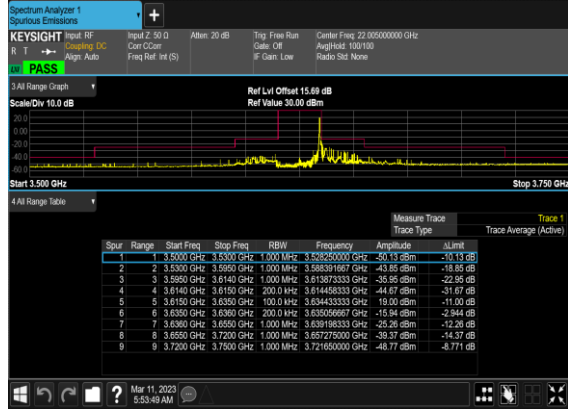 Spectrum Analyzer 1
Spurious Emissions
KEYSIGHT Input: RF Input Z: 50 Ω Atten: 20 dB Trig: Free Run Center Freq: 22.005000000 GHz
R T Coupling: DC Corr CCorr Gate: Off Avg|Hold: 100/100
Align: Auto Freq Ref: Int (S) IF Gain: Low Radio Std: None
PASS
3 All Range Graph
Ref Lvl Offset 15.69 dB
Scale/Div 10.0 dB Ref Value 30.00 dBm
20.0
0.00
-20.0
-40.0
-60.0
Start 3.500 GHz Stop 3.750 GHz
4 All Range Table
Measure Trace Trace 1
Trace Type Trace Average (Active)
Spur Range Start Freq Stop Freq RBW Frequency Amplitude ΔLimit
1 1 3.5000 GHz 3.5300 GHz 1.000 MHz 3.528250000 GHz -50.13 dBm -10.13 dB
2 2 3.5300 GHz 3.5950 GHz 1.000 MHz 3.588391667 GHz -43.85 dBm -18.85 dB
3 3 3.5950 GHz 3.6140 GHz 1.000 MHz 3.613873333 GHz -35.95 dBm -22.95 dB
4 4 3.6140 GHz 3.6150 GHz 200.0 kHz 3.614458333 GHz -44.67 dBm -31.67 dB
5 5 3.6150 GHz 3.6350 GHz 100.0 kHz 3.634433333 GHz 19.00 dBm -11.00 dB
6 6 3.6350 GHz 3.6360 GHz 200.0 kHz 3.635056667 GHz -15.94 dBm -2.944 dB
7 7 3.6360 GHz 3.6550 GHz 1.000 MHz 3.639198333 GHz -25.26 dBm -12.26 dB
8 8 3.6550 GHz 3.7200 GHz 1.000 MHz 3.657275000 GHz -39.37 dBm -14.37 dB
9 9 3.7200 GHz 3.7500 GHz 1.000 MHz 3.721650000 GHz -48.77 dBm -8.771 dB
Mar 11, 2023
5:53:49 AM